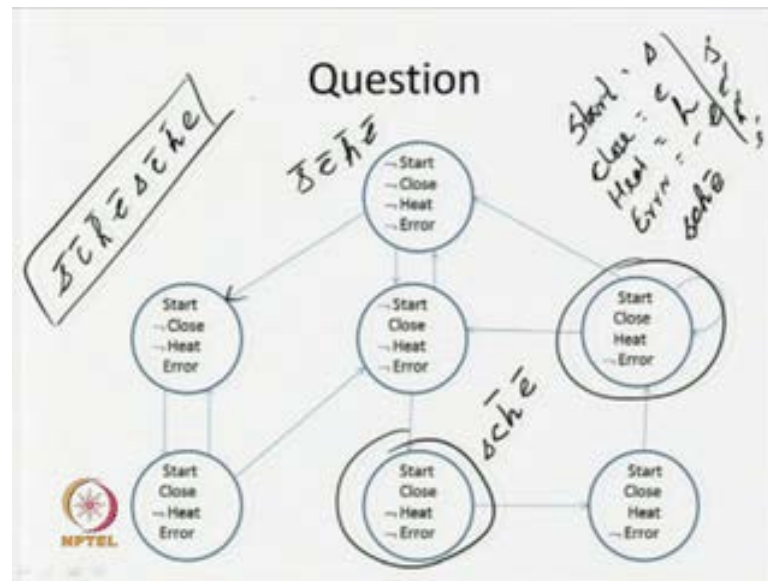 Question
Start - s
Close = c
Heat = h
s̄ c̄ h̄ ē
s̄ c̄ h̄ ē s c̄ h̄ e
s c h ē
¬ Start
¬ Close
¬ Heat
¬ Error
Start
¬ Close
¬ Heat
Error
¬ Start
Close
¬ Heat
¬ Error
Start
Close
Heat
¬ Error
s c h̄ ē
Start
Close
¬ Heat
Error
Start
Close
¬ Heat
¬ Error
Start
Close
Heat
¬ Error
NPTEL